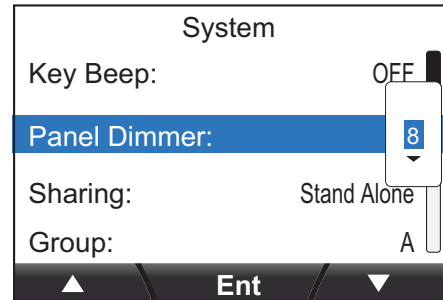 System
Key Beep: OFF
Panel Dimmer: 8
Sharing: Stand Alone
Group: A
Ent